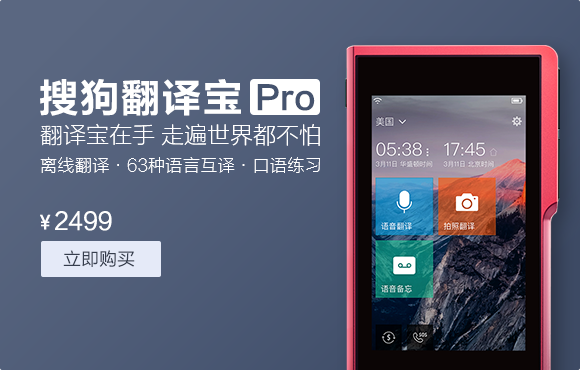 搜狗翻译宝 Pro
翻译宝在手 走遍世界都不怕
离线翻译 · 63种语言互译 · 口语练习
¥2499
立即购买
美国
05:38 17:45
3月11日 华盛顿时间 3月11日 北京时间
语音翻译 拍照翻译
语音备忘
SOS